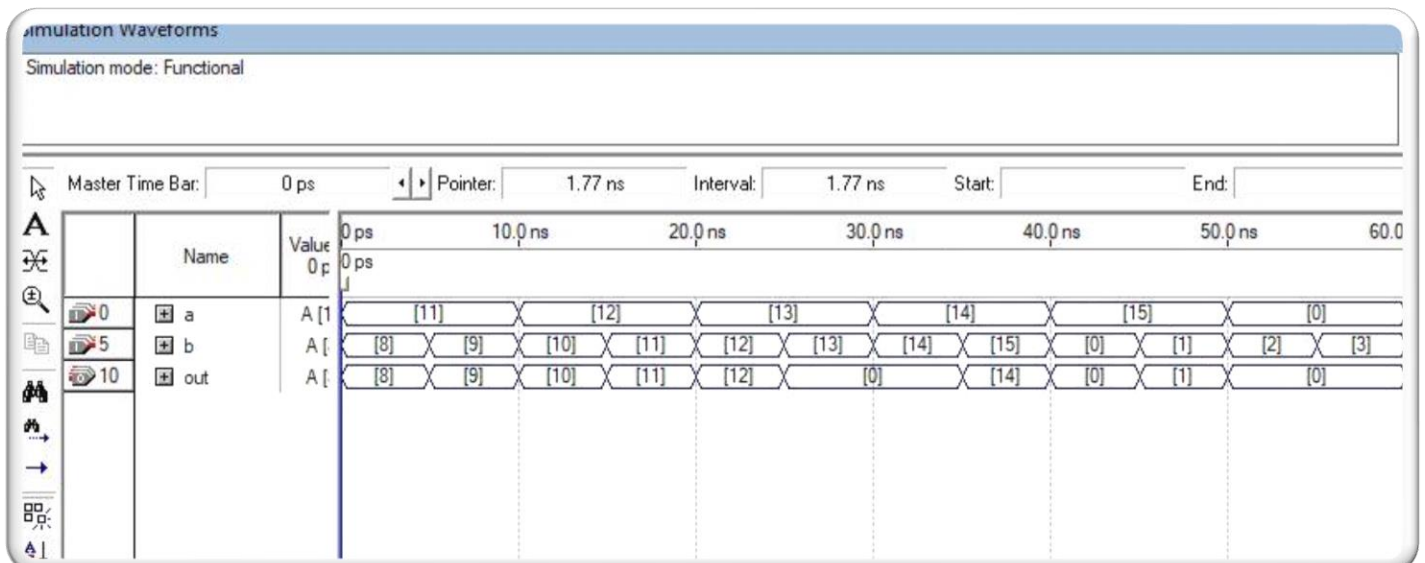 Simulation Waveforms
Simulation mode: Functional
Master Time Bar: 0 ps Pointer: 1.77 ns Interval: 1.77 ns Start: End:
Name Value 0 ps 10.0 ns 20.0 ns 30.0 ns 40.0 ns 50.0 ns 60.0
0 p 0 ps
0 a A [1 [11] [12] [13] [14] [15] [0]
5 b A [ [8] [9] [10] [11] [12] [13] [14] [15] [0] [1] [2] [3]
10 out A [ [8] [9] [10] [11] [12] [0] [14] [0] [1] [0]